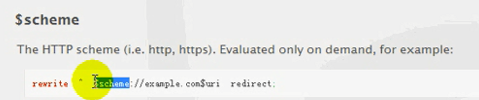 $scheme
The HTTP scheme (i.e. http, https). Evaluated only on demand, for example:
rewrite ^ $scheme://example.com$uri redirect;